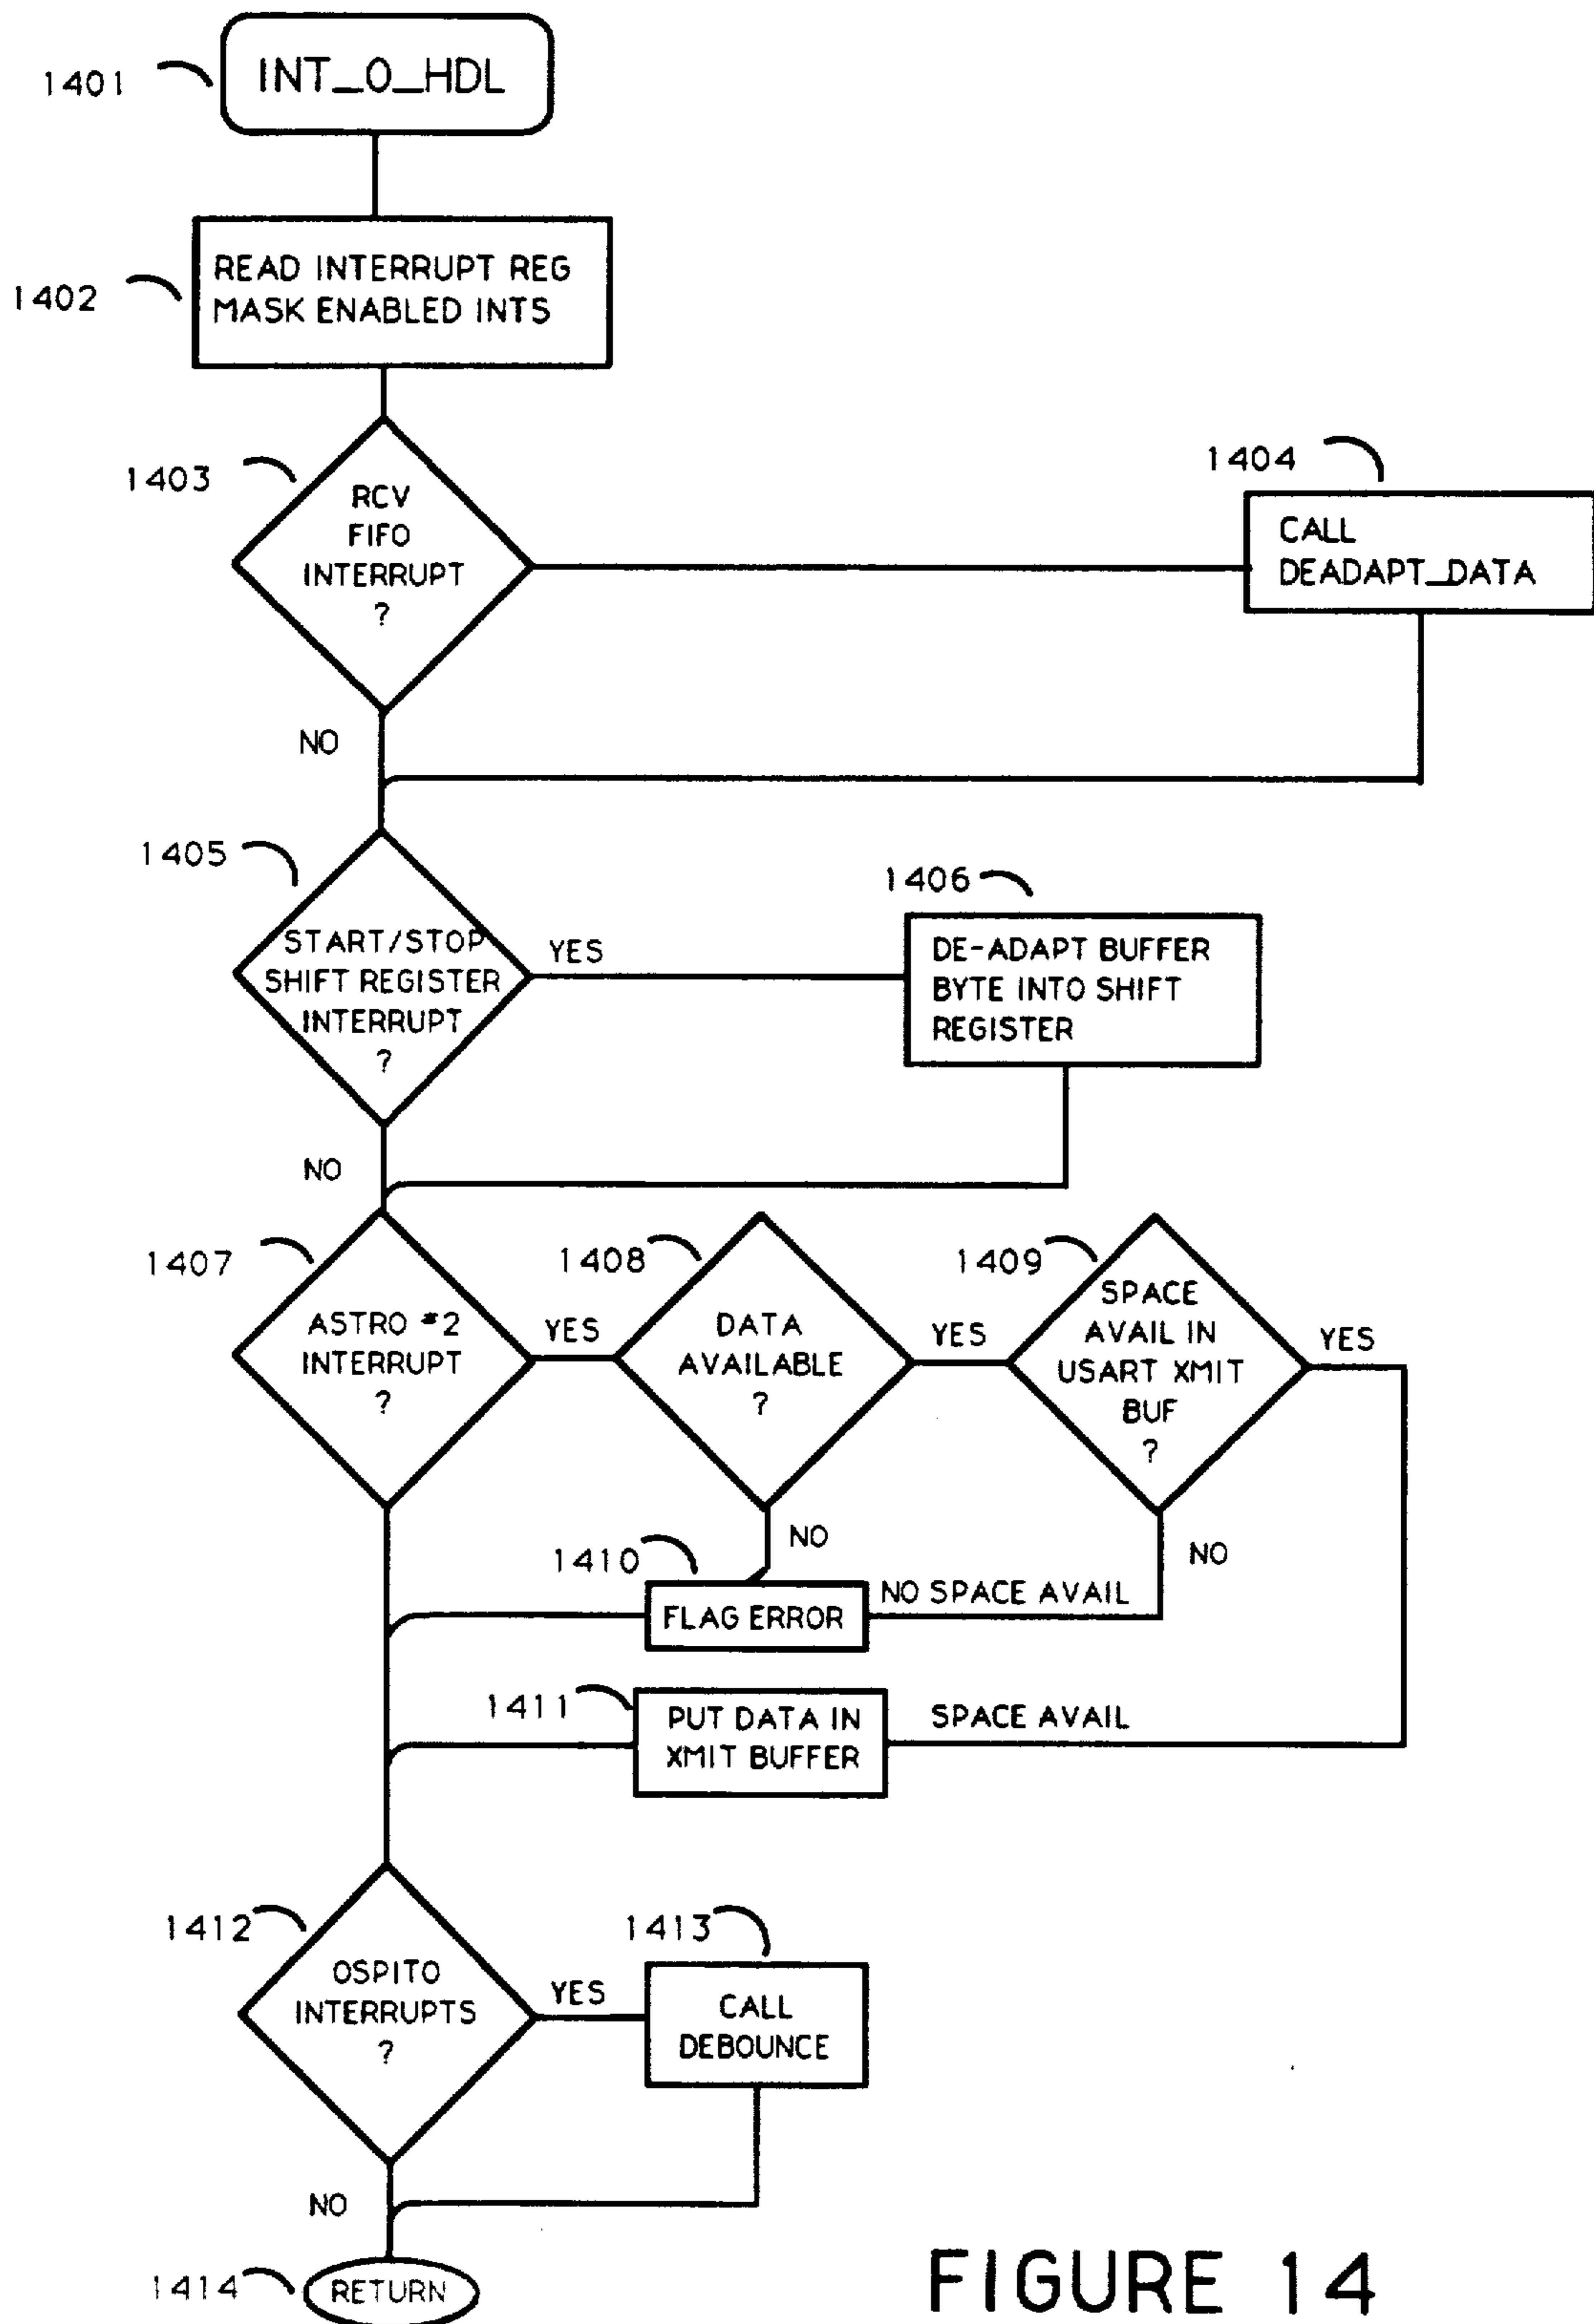 1401
INT_0_HDL
1402
READ INTERRUPT REG
MASK ENABLED INTS
1403
RCV
FIFO
INTERRUPT
?
1404
CALL
DEADAPT_DATA
NO
1405
START/STOP
SHIFT REGISTER
INTERRUPT
?
YES
1406
DE-ADAPT BUFFER
BYTE INTO SHIFT
REGISTER
NO
1407
ASTRO #2
INTERRUPT
?
YES
1408
DATA
AVAILABLE
?
YES
1409
SPACE
AVAIL IN
USART XMIT
BUF
?
YES
NO
NO
1410
FLAG ERROR
NO SPACE AVAIL
1411
PUT DATA IN
XMIT BUFFER
SPACE AVAIL
1412
OSPITO
INTERRUPTS
?
YES
1413
CALL
DEBOUNCE
NO
1414
RETURN
FIGURE 14